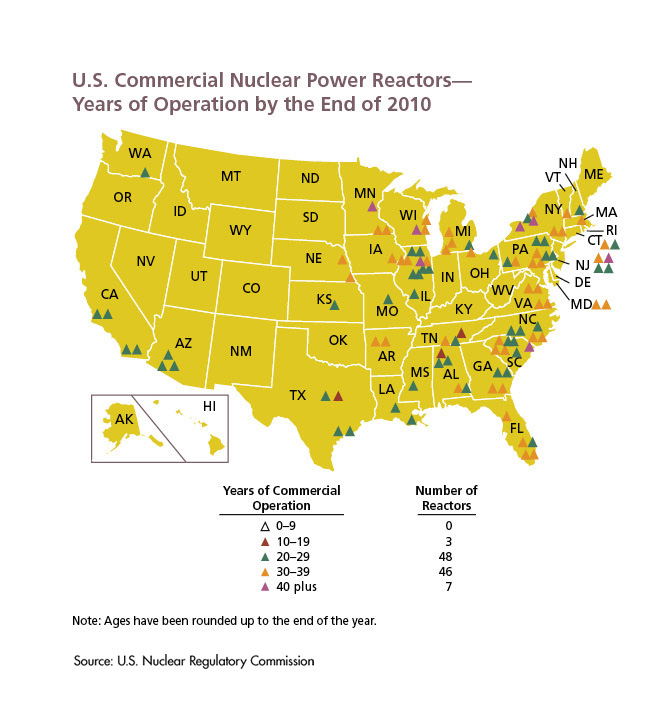 U.S. Commercial Nuclear Power Reactors—
Years of Operation by the End of 2010
WA
MT
ND
MN
NH
VT
ME
OR
ID
SD
WI
NY
MA
WY
MI
RI
CT
NV
NE
IA
PA
UT
CO
IN
OH
NJ
CA
KS
MO
IL
WV
DE
KY
VA
MD
AZ
NM
OK
AR
TN
NC
SC
TX
LA
MS
AL
GA
AK
HI
FL
Years of Commercial Operation
Number of Reactors
0–9 0
10–19 3
20–29 48
30–39 46
40 plus 7
Note: Ages have been rounded up to the end of the year.
Source: U.S. Nuclear Regulatory Commission